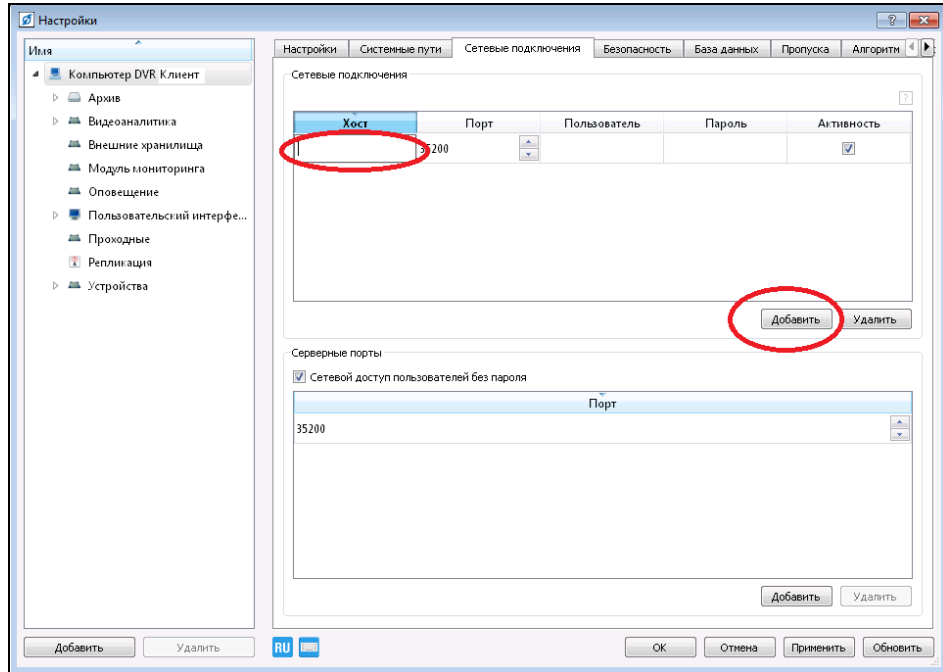 Настройки
Имя
Компьютер DVR Клиент
Архив
Видеоаналитика
Внешние хранилища
Модуль мониторинга
Оповещение
Пользовательский интерфе...
Проходные
Репликация
Устройства
Добавить Удалить
Настройки Системные пути Сетевые подключения Безопасность База данных Пропуска Алгоритм
Сетевые подключения
?
Хост Порт Пользователь Пароль Активность
35200
Добавить Удалить
Серверные порты
Сетевой доступ пользователей без пароля
Порт
35200
Добавить Удалить
RU
ОК Отмена Применить Обновить